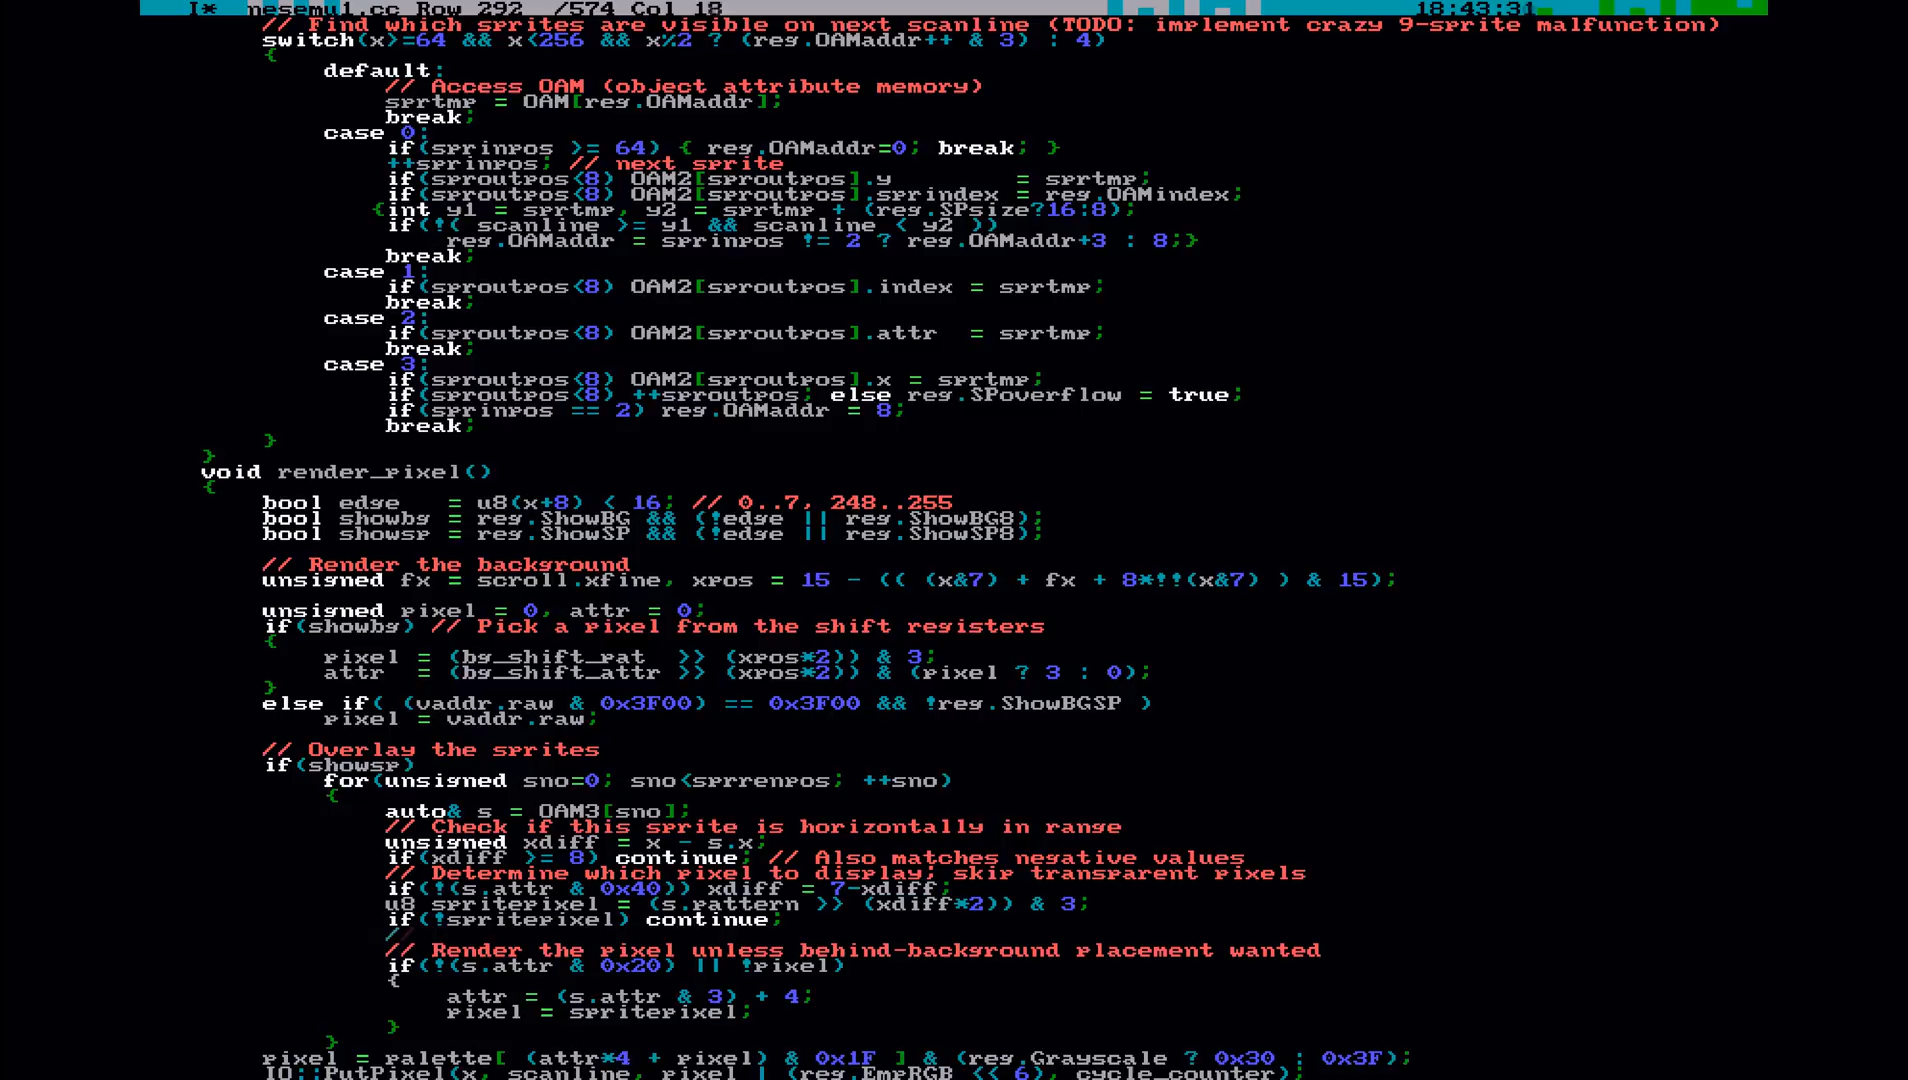 I* nesemu1.cc Row 292 /574 Col 18 18:43:31
// Find which sprites are visible on next scanline (TODO: implement crazy 9-sprite malfunction)
switch(x>=64 && x<256 && x%2 ? (reg.OAMaddr++ & 3) : 4)
{
default:
// Access OAM (object attribute memory)
sprtmp = OAM[reg.OAMaddr];
break;
case 0:
if(sprinpos >= 64) { reg.OAMaddr=0; break; }
++sprinpos; // next sprite
if(sproutpos<8) OAM2[sproutpos].y = sprtmp;
if(sproutpos<8) OAM2[sproutpos].sprindex = reg.OAMindex;
{int y1 = sprtmp, y2 = sprtmp + (reg.SPsize?16:8);
if(!( scanline >= y1 && scanline < y2 ))
reg.OAMaddr = sprinpos != 2 ? reg.OAMaddr+3 : 8;}
break;
case 1:
if(sproutpos<8) OAM2[sproutpos].index = sprtmp;
break;
case 2:
if(sproutpos<8) OAM2[sproutpos].attr = sprtmp;
break;
case 3:
if(sproutpos<8) OAM2[sproutpos].x = sprtmp;
if(sproutpos<8) ++sproutpos; else reg.SPoverflow = true;
if(sprinpos == 2) reg.OAMaddr = 8;
break;
}
}
void render_pixel()
{
bool edge = u8(x+8) < 16; // 0..7, 248..255
bool showbg = reg.ShowBG && (!edge || reg.ShowBG8);
bool showsp = reg.ShowSP && (!edge || reg.ShowSP8);
// Render the background
unsigned fx = scroll.xfine, xpos = 15 - (( (x&7) + fx + 8*!!(x&7) ) & 15);
unsigned pixel = 0, attr = 0;
if(showbg) // Pick a pixel from the shift registers
{
pixel = (bg_shift_pat >> (xpos*2)) & 3;
attr = (bg_shift_attr >> (xpos*2)) & (pixel ? 3 : 0);
}
else if( (vaddr.raw & 0x3F00) == 0x3F00 && !reg.ShowBGSP )
pixel = vaddr.raw;
// Overlay the sprites
if(showsp)
for(unsigned sno=0; sno<sprrenpos; ++sno)
{
auto& s = OAM3[sno];
// Check if this sprite is horizontally in range
unsigned xdiff = x - s.x;
if(xdiff >= 8) continue; // Also matches negative values
// Determine which pixel to display; skip transparent pixels
if(!(s.attr & 0x40)) xdiff = 7-xdiff;
u8 spritepixel = (s.pattern >> (xdiff*2)) & 3;
if(!spritepixel) continue;
/
// Render the pixel unless behind-background placement wanted
if(!(s.attr & 0x20) || !pixel)
{
attr = (s.attr & 3) + 4;
pixel = spritepixel;
}
}
pixel = palette[ (attr*4 + pixel) & 0x1F ] & (reg.Grayscale ? 0x30 : 0x3F);
IO::PutPixel(x, scanline, pixel | (reg.EmpRGB << 6), cycle_counter);